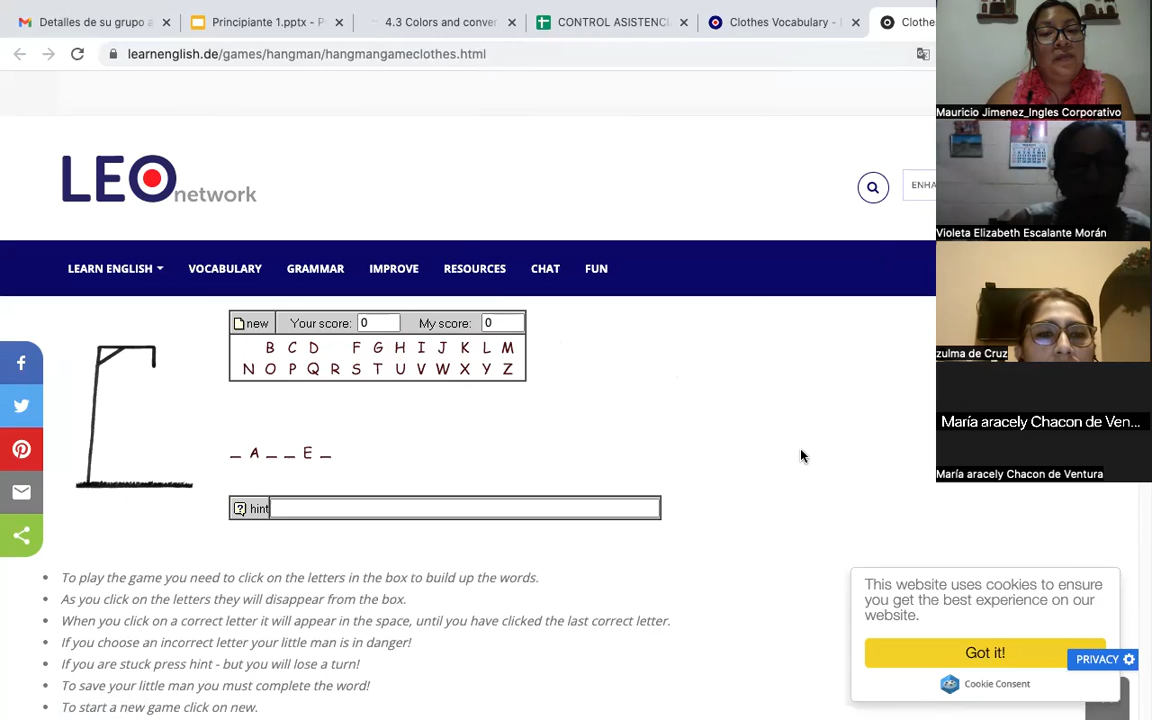 Detalles de su grupo a
Principiante 1.pptx - P
4.3 Colors and conver
CONTROL ASISTENCI
Clothes Vocabulary -
Clothe
learnenglish.de/games/hangman/hangmangameclothes.html
LEO network
ENHA
LEARN ENGLISH VOCABULARY GRAMMAR IMPROVE RESOURCES CHAT FUN
new Your score: 0 My score: 0
B C D F G H I J K L M
N O P Q R S T U V W X Y Z
_ A _ _ E _
? hint
To play the game you need to click on the letters in the box to build up the words.
As you click on the letters they will disappear from the box.
When you click on a correct letter it will appear in the space, until you have clicked the last correct letter.
If you choose an incorrect letter your little man is in danger!
If you are stuck press hint - but you will lose a turn!
To save your little man you must complete the word!
To start a new game click on new.
Mauricio Jimenez_Ingles Corporativo
Violeta Elizabeth Escalante Morán
zulma de Cruz
María aracely Chacon de Ven...
María aracely Chacon de Ventura
This website uses cookies to ensure
you get the best experience on our
website.
Got it!
PRIVACY
Cookie Consent